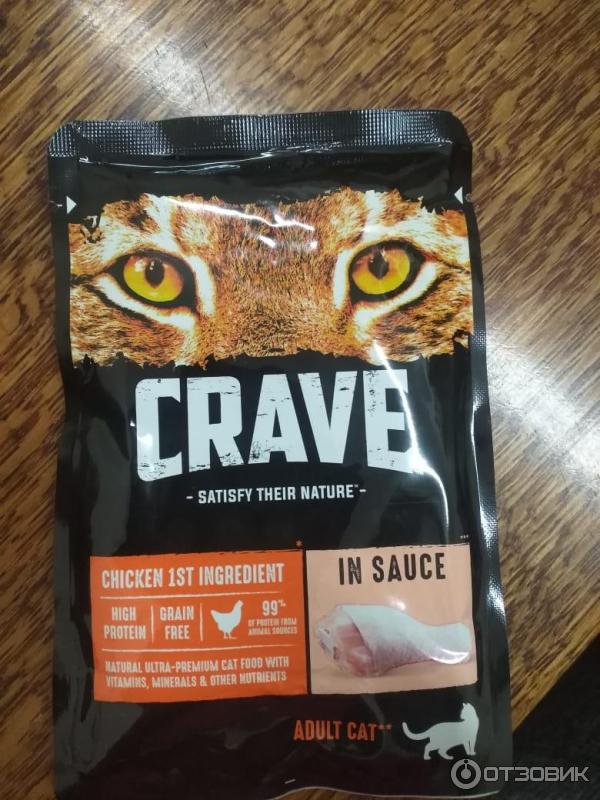 CRAVE
- SATISFY THEIR NATURE™ -
CHICKEN 1ST INGREDIENT*
HIGH PROTEIN
GRAIN FREE
99%
OF PROTEIN FROM
ANIMAL SOURCES
NATURAL ULTRA-PREMIUM CAT FOOD WITH
VITAMINS, MINERALS & OTHER NUTRIENTS
IN SAUCE***
ADULT CAT**
ОТЗОВИК